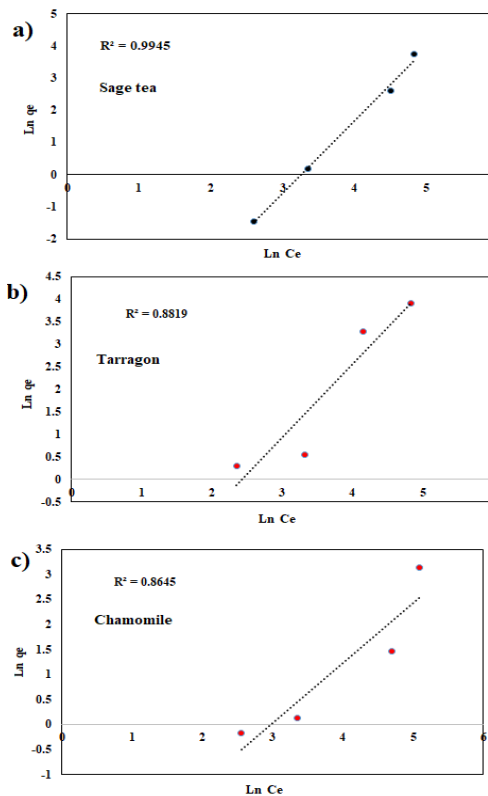 a)
R² = 0.9945
Sage tea
Ln qe
5
4
3
2
1
0
-1
-2
0 1 2 3 4 5
Ln Ce
b)
R² = 0.8819
Tarragon
Ln qe
4.5
4
3.5
3
2.5
2
1.5
1
0.5
0
-0.5
0 1 2 3 4 5
Ln Ce
c)
R² = 0.8645
Chamomile
Ln qe
3.5
3
2.5
2
1.5
1
0.5
0
-0.5
-1
0 1 2 3 4 5 6
Ln Ce